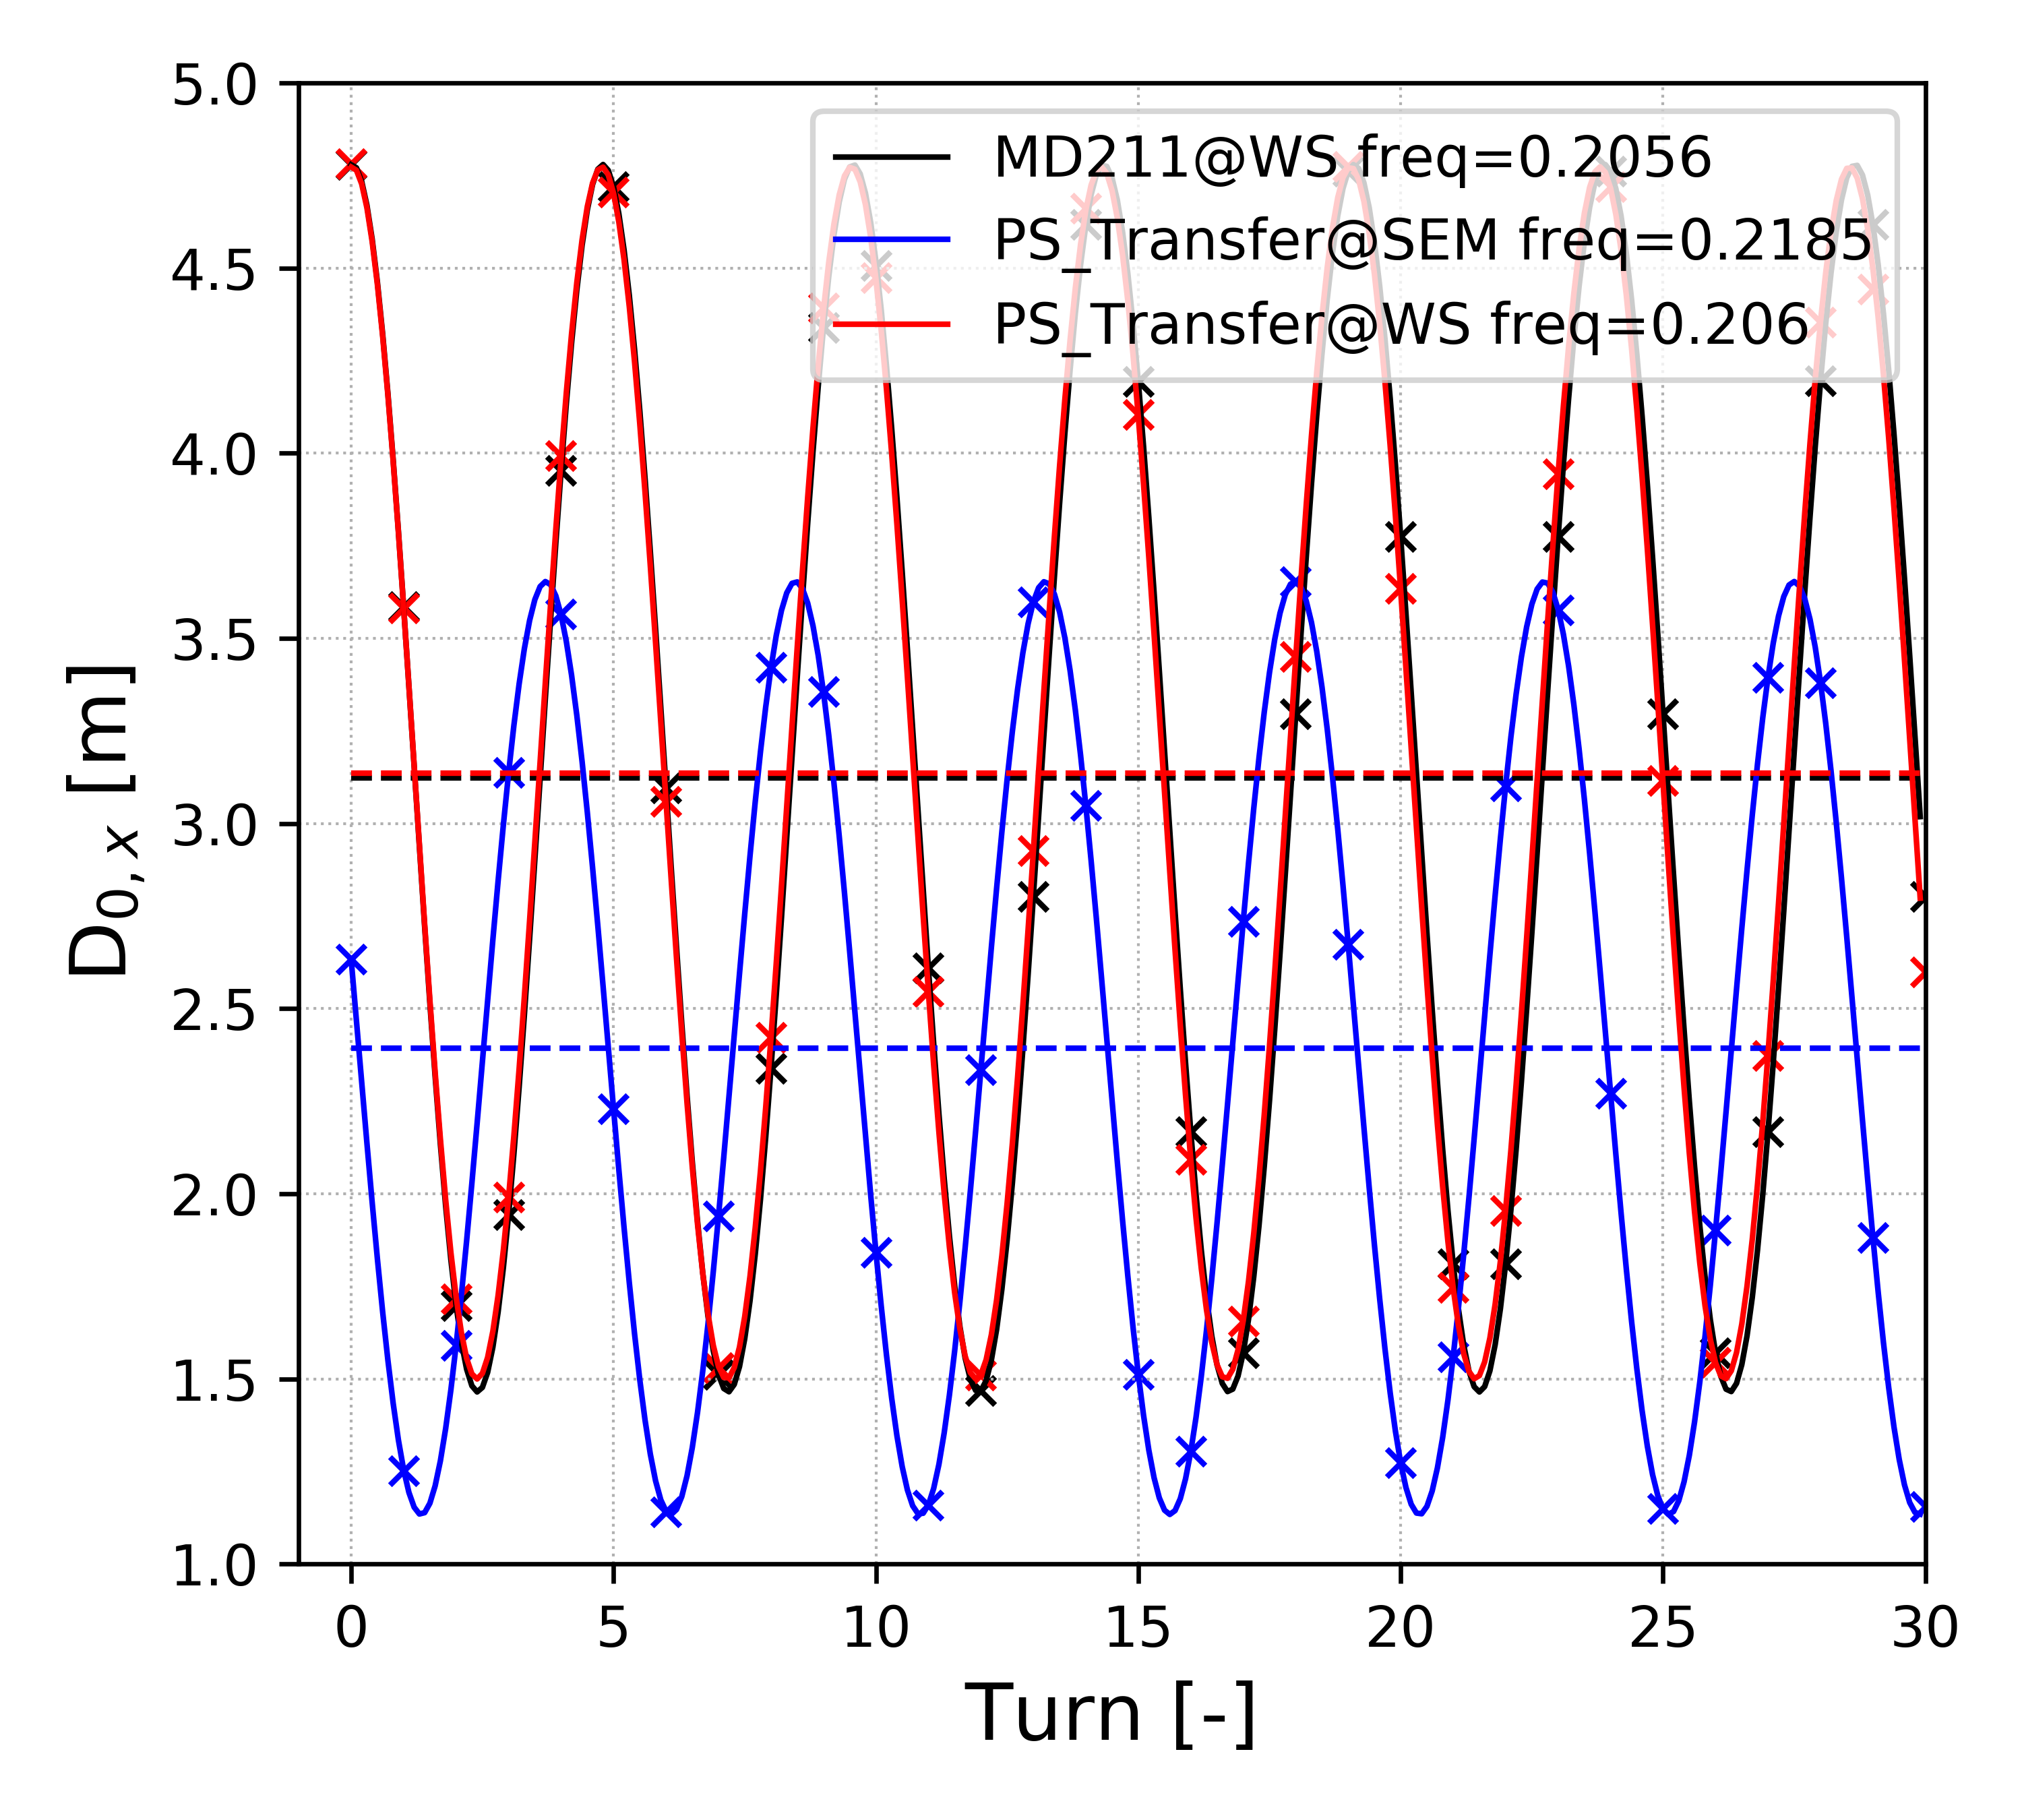 5.0
4.5
4.0
3.5
3.0
2.5
2.0
1.5
1.0
D0,x [m]
MD211@WS freq=0.2056
PS_Transfer@SEM freq=0.2185
PS_Transfer@WS freq=0.206
0 5 10 15 20 25 30
Turn [-]